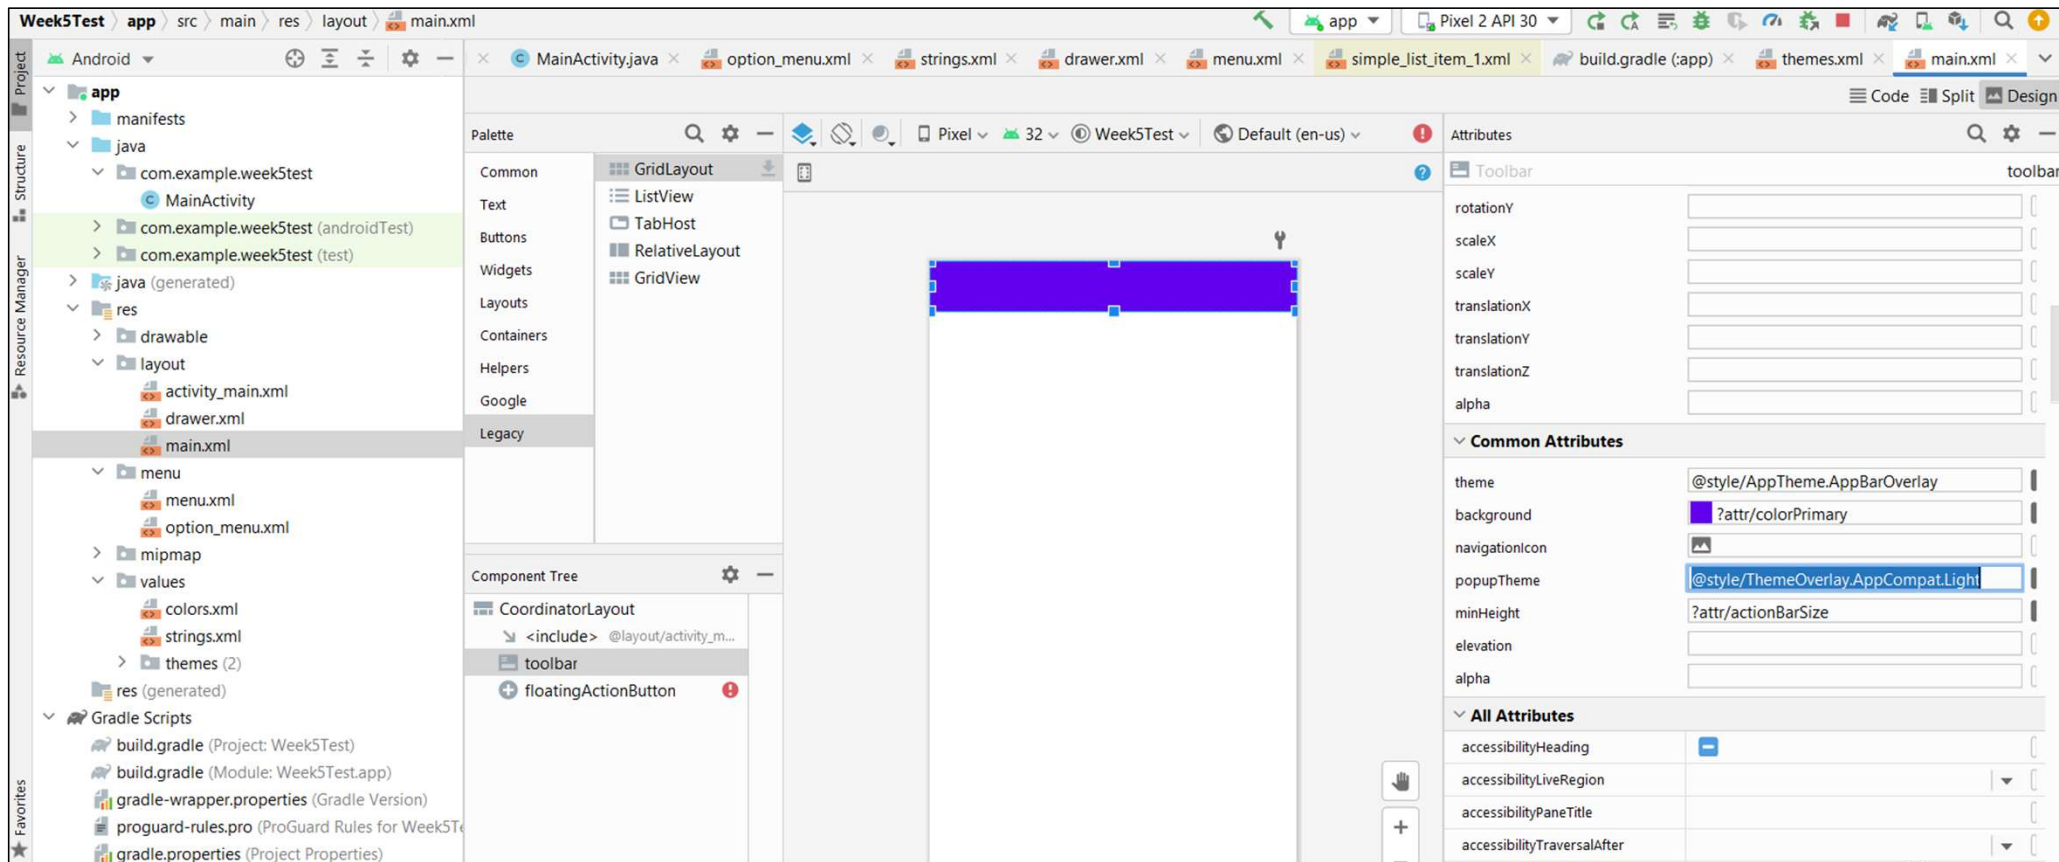 Week5Test app src main res layout main.xml
app Pixel 2 API 30
Project
Structure
Resource Manager
Favorites
Android
MainActivity.java option_menu.xml strings.xml drawer.xml menu.xml simple_list_item_1.xml build.gradle (:app) themes.xml main.xml
Code Split Design
app
manifests
java
com.example.week5test
MainActivity
com.example.week5test (androidTest)
com.example.week5test (test)
java (generated)
res
drawable
layout
activity_main.xml
drawer.xml
main.xml
menu
menu.xml
option_menu.xml
mipmap
values
colors.xml
strings.xml
themes (2)
res (generated)
Gradle Scripts
build.gradle (Project: Week5Test)
build.gradle (Module: Week5Test.app)
gradle-wrapper.properties (Gradle Version)
proguard-rules.pro (ProGuard Rules for Week5Te
gradle.properties (Project Properties)
Palette
Common
Text
Buttons
Widgets
Layouts
Containers
Helpers
Google
Legacy
GridLayout
ListView
TabHost
RelativeLayout
GridView
Component Tree
CoordinatorLayout
<include> @layout/activity_m...
toolbar
floatingActionButton
Pixel 32 Week5Test Default (en-us)
Attributes
Toolbar toolbar
rotationY
scaleX
scaleY
translationX
translationY
translationZ
alpha
Common Attributes
theme @style/AppTheme.AppBarOverlay
background ?attr/colorPrimary
navigationIcon
popupTheme @style/ThemeOverlay.AppCompat.Light
minHeight ?attr/actionBarSize
elevation
alpha
All Attributes
accessibilityHeading
accessibilityLiveRegion
accessibilityPaneTitle
accessibilityTraversalAfter